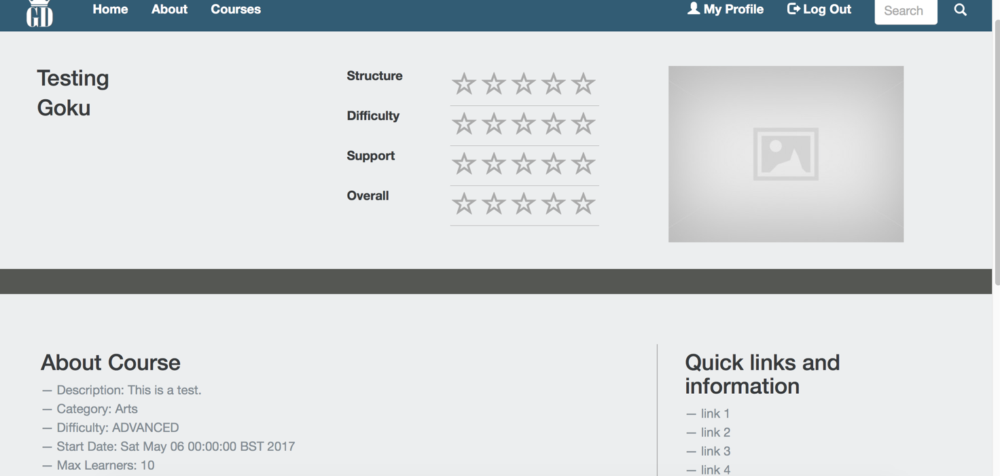 GD
Home About Courses My Profile Log Out Search
Testing
Goku
Structure
Difficulty
Support
Overall
About Course
— Description: This is a test.
— Category: Arts
— Difficulty: ADVANCED
— Start Date: Sat May 06 00:00:00 BST 2017
— Max Learners: 10
Quick links and
information
— link 1
— link 2
— link 3
— link 4